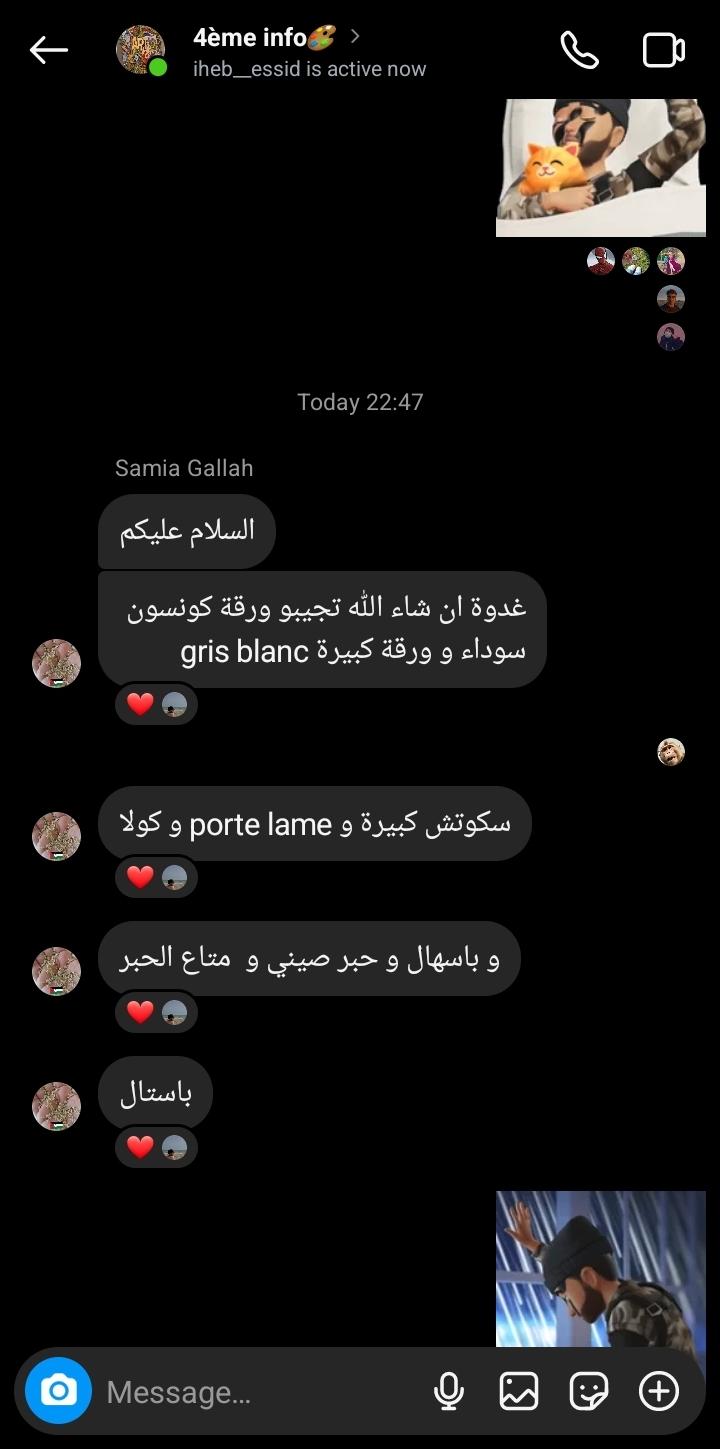 4ème info🎨
iheb__essid is active now
Today 22:47
Samia Gallah
السلام عليكم
غدوة ان شاء الله تجيبو ورقة كونسون
سوداء و ورقة كبيرة gris blanc
سكوتش كبيرة و porte lame و كولا
و باسهال و حبر صيني و متاع الحبر
باستال
Message...